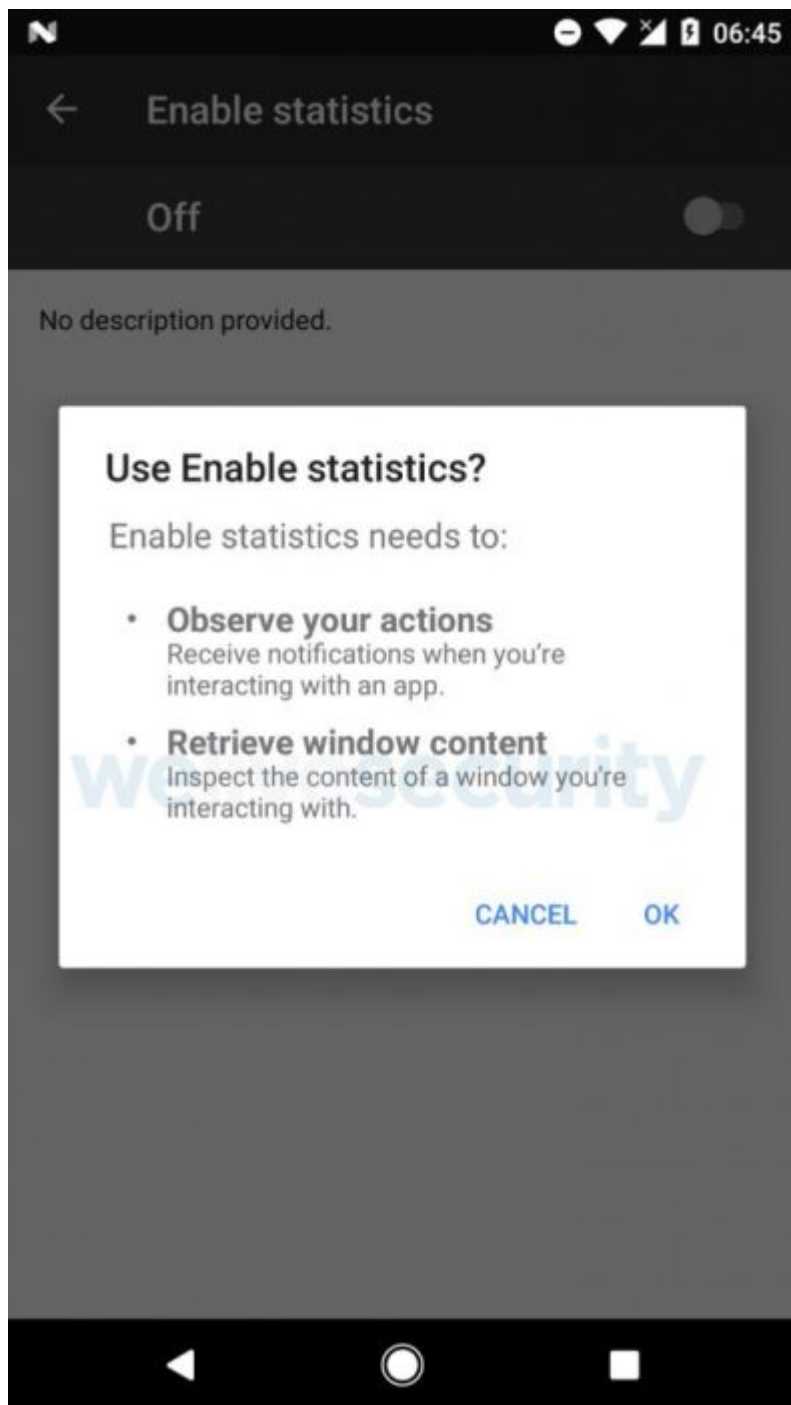 06:45
Enable statistics
Off
No description provided.
Use Enable statistics?
Enable statistics needs to:
• Observe your actions
Receive notifications when you're
interacting with an app.
• Retrieve window content
Inspect the content of a window you're
interacting with.
CANCEL OK